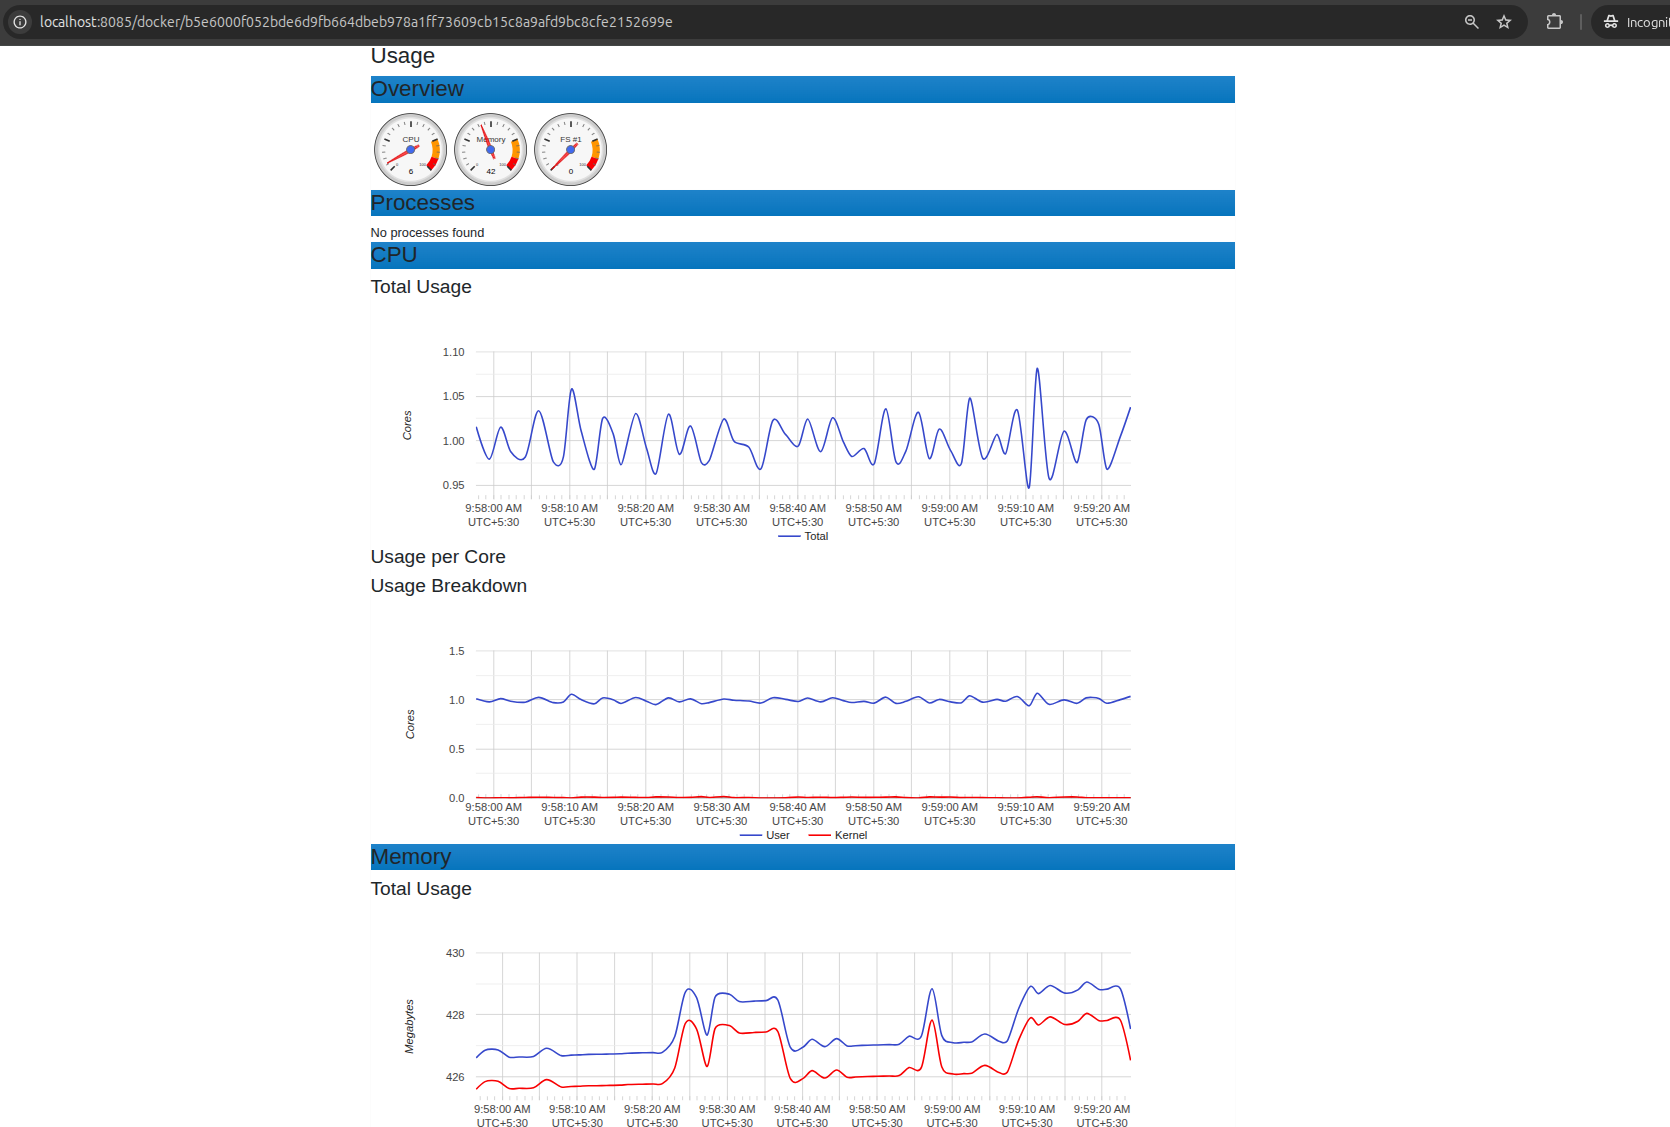 localhost:8085/docker/b5e6000f052bde6d9fb664dbeb978a1ff73609cb15c8a9afd9bc8cfe2152699e
Incogni
Usage
Overview
CPU Memory FS #1
0 100 0 100 0 100
6 42 0
Processes
No processes found
CPU
Total Usage
1.10
1.05
Cores
1.00
0.95
9:58:00 AM 9:58:10 AM 9:58:20 AM 9:58:30 AM 9:58:40 AM 9:58:50 AM 9:59:00 AM 9:59:10 AM 9:59:20 AM
UTC+5:30 UTC+5:30 UTC+5:30 UTC+5:30 UTC+5:30 UTC+5:30 UTC+5:30 UTC+5:30 UTC+5:30
Total
Usage per Core
Usage Breakdown
1.5
1.0
Cores
0.5
0.0
9:58:00 AM 9:58:10 AM 9:58:20 AM 9:58:30 AM 9:58:40 AM 9:58:50 AM 9:59:00 AM 9:59:10 AM 9:59:20 AM
UTC+5:30 UTC+5:30 UTC+5:30 UTC+5:30 UTC+5:30 UTC+5:30 UTC+5:30 UTC+5:30 UTC+5:30
User Kernel
Memory
Total Usage
430
428
Megabytes
426
9:58:00 AM 9:58:10 AM 9:58:20 AM 9:58:30 AM 9:58:40 AM 9:58:50 AM 9:59:00 AM 9:59:10 AM 9:59:20 AM
UTC+5:30 UTC+5:30 UTC+5:30 UTC+5:30 UTC+5:30 UTC+5:30 UTC+5:30 UTC+5:30 UTC+5:30